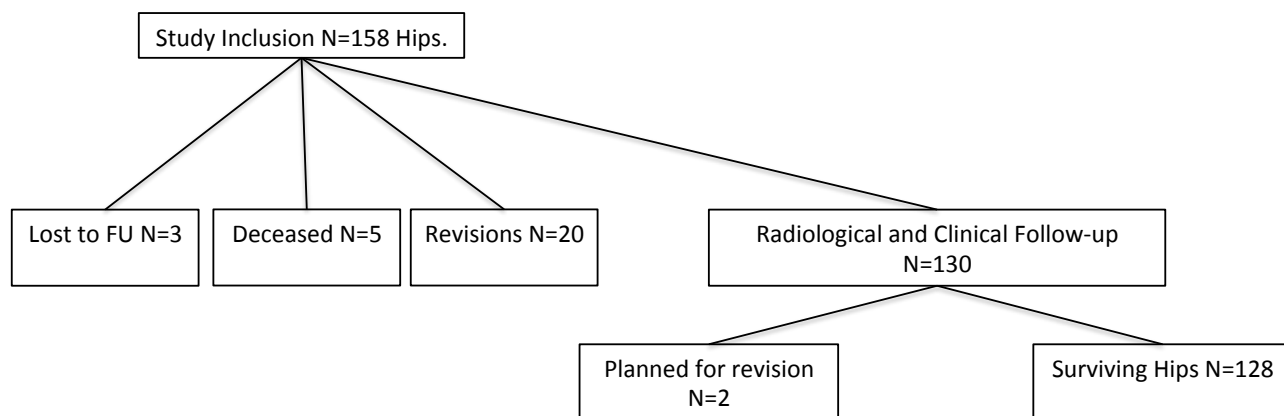 Study Inclusion N=158 Hips.
Lost to FU N=3
Deceased N=5
Revisions N=20
Radiological and Clinical Follow-up
N=130
Planned for revision
N=2
Surviving Hips N=128